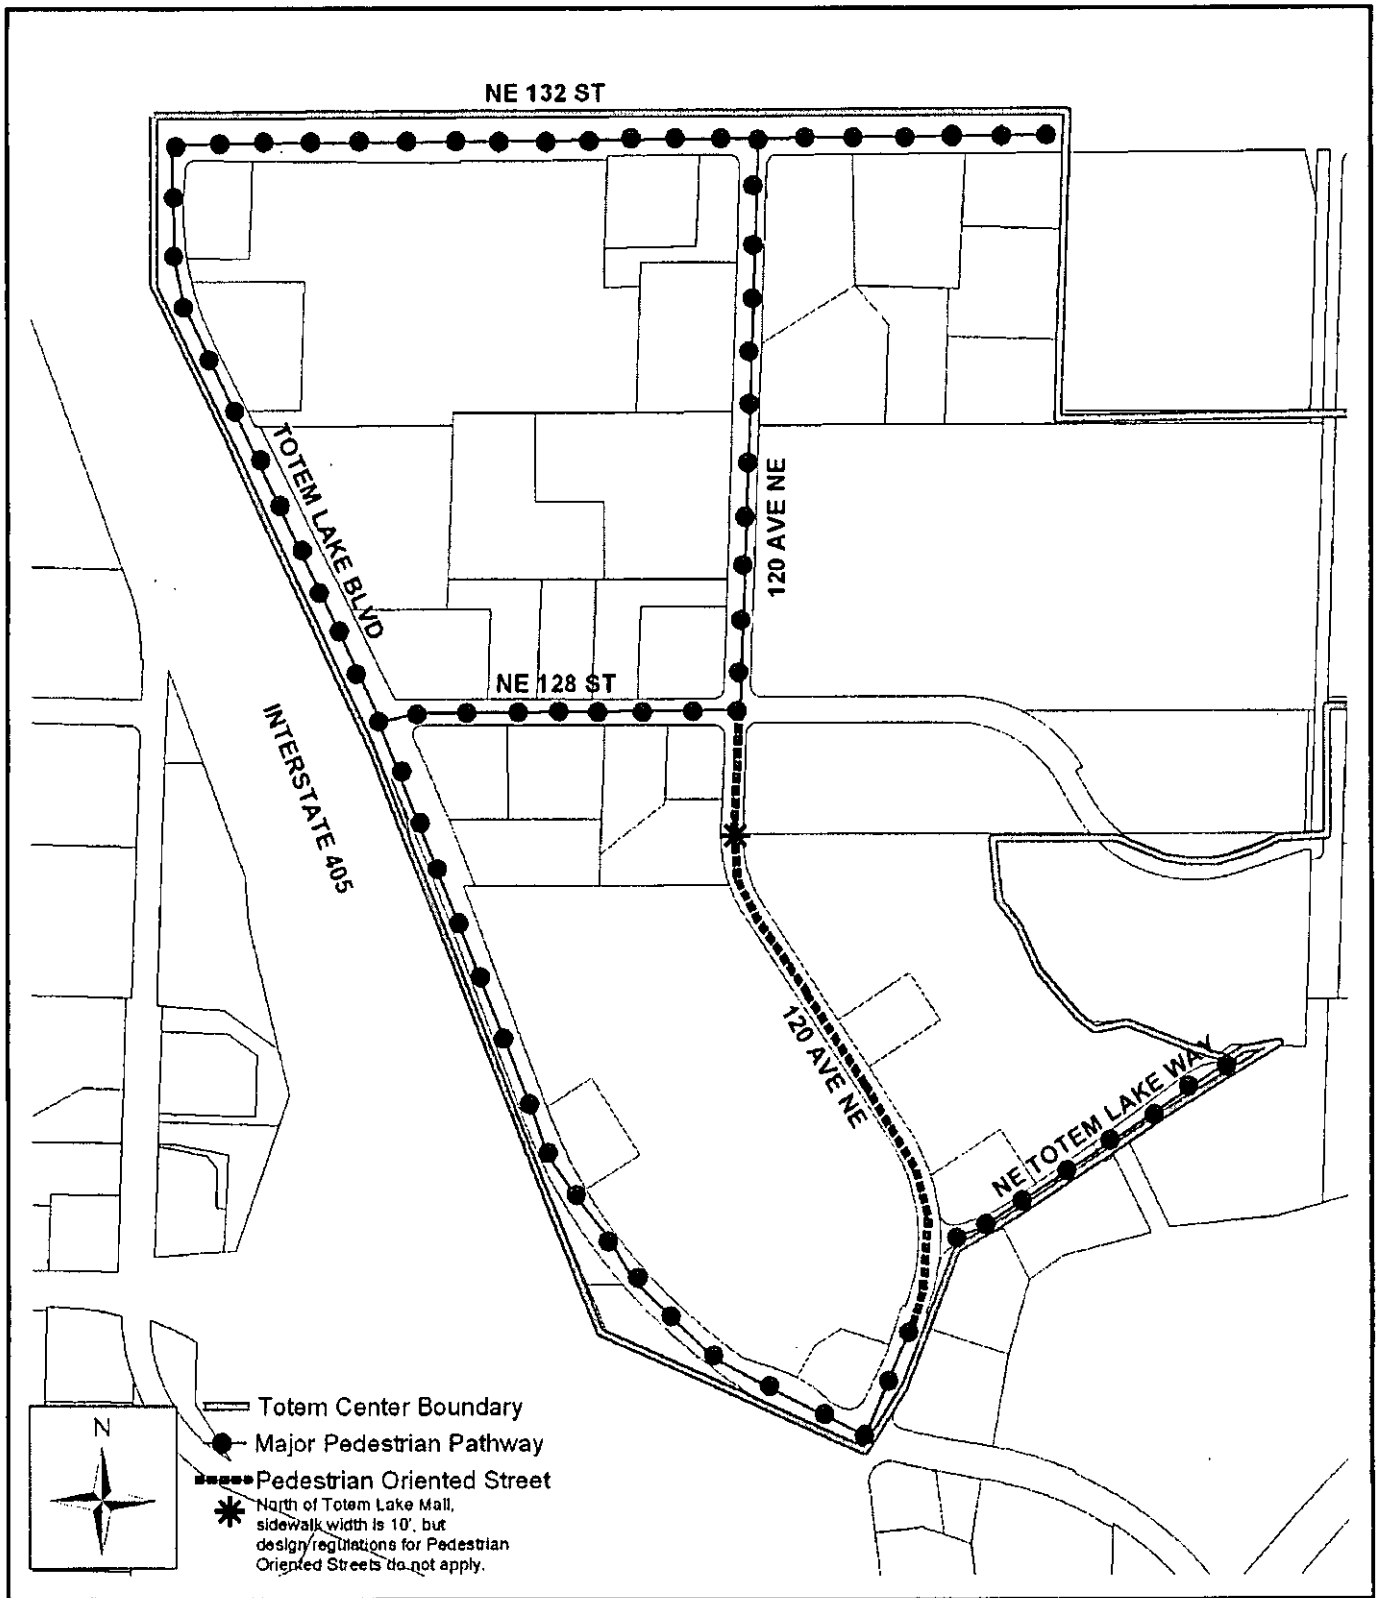 NE 132 ST
TOTEM LAKE BLVD
120 AVE NE
NE 128 ST
INTERSTATE 405
120 AVE NE
NE TOTEM LAKE WAY
Totem Center Boundary
N
Major Pedestrian Pathway
Pedestrian Oriented Street
North of Totem Lake Mall,
sidewalk width is 10', but
design regulations for Pedestrian
Oriented Streets do not apply.